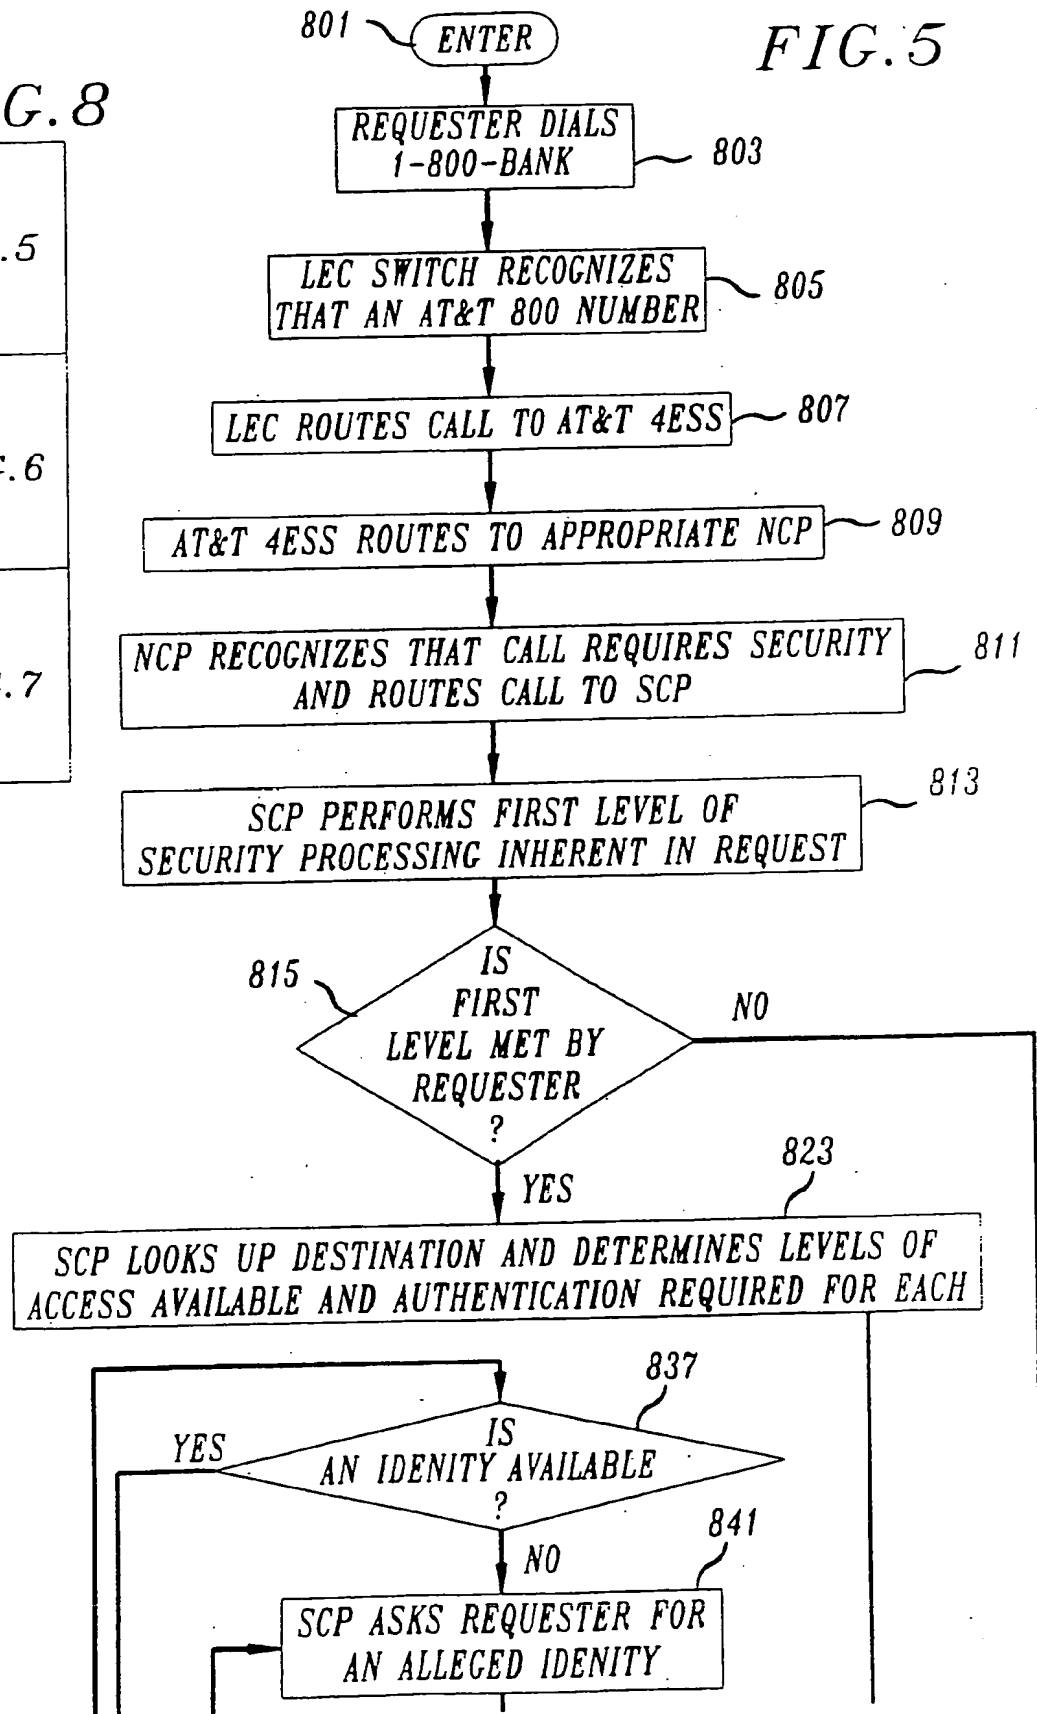 801
ENTER
FIG.5
G.8
REQUESTER DIALS
1-800-BANK
803
.5
LEC SWITCH RECOGNIZES
THAT AN AT&T 800 NUMBER
805
LEC ROUTES CALL TO AT&T 4ESS
807
.6
AT&T 4ESS ROUTES TO APPROPRIATE NCP
809
NCP RECOGNIZES THAT CALL REQUIRES SECURITY
AND ROUTES CALL TO SCP
811
.7
SCP PERFORMS FIRST LEVEL OF
SECURITY PROCESSING INHERENT IN REQUEST
813
815
IS
FIRST
LEVEL MET BY
REQUESTER
?
NO
YES
823
SCP LOOKS UP DESTINATION AND DETERMINES LEVELS OF
ACCESS AVAILABLE AND AUTHENTICATION REQUIRED FOR EACH
837
YES
IS
AN IDENITY AVAILABLE
?
NO
841
SCP ASKS REQUESTER FOR
AN ALLEGED IDENITY